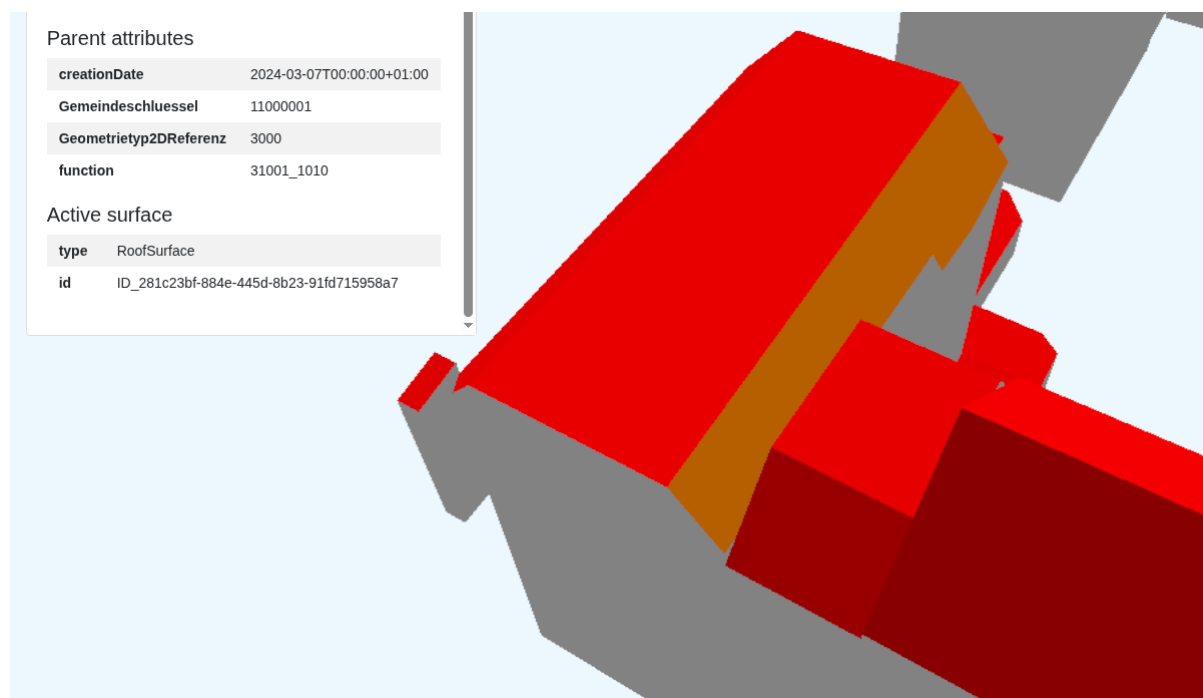 Parent attributes
creationDate 2024-03-07T00:00:00+01:00
Gemeindeschluessel 11000001
Geometrietyp2DReferenz 3000
function 31001_1010
Active surface
type RoofSurface
id ID_281c23bf-884e-445d-8b23-91fd715958a7